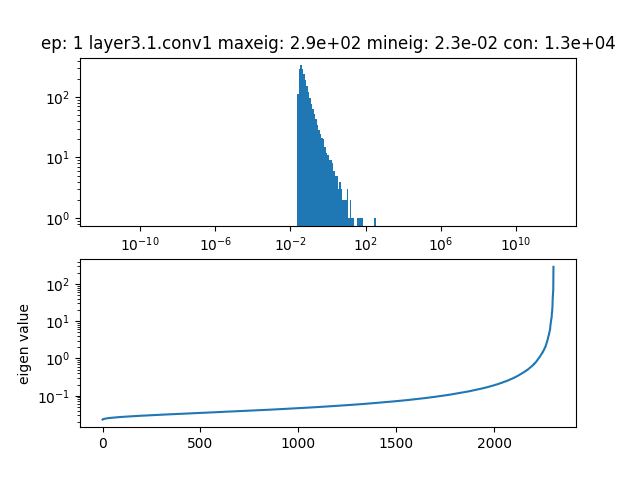 ep: 1 layer3.1.conv1 maxeig: 2.9e+02 mineig: 2.3e-02 con: 1.3e+04
10²
10¹
10⁰
10⁻¹⁰ 10⁻⁶ 10⁻² 10² 10⁶ 10¹⁰
eigen value
10²
10¹
10⁰
10⁻¹
0 500 1000 1500 2000